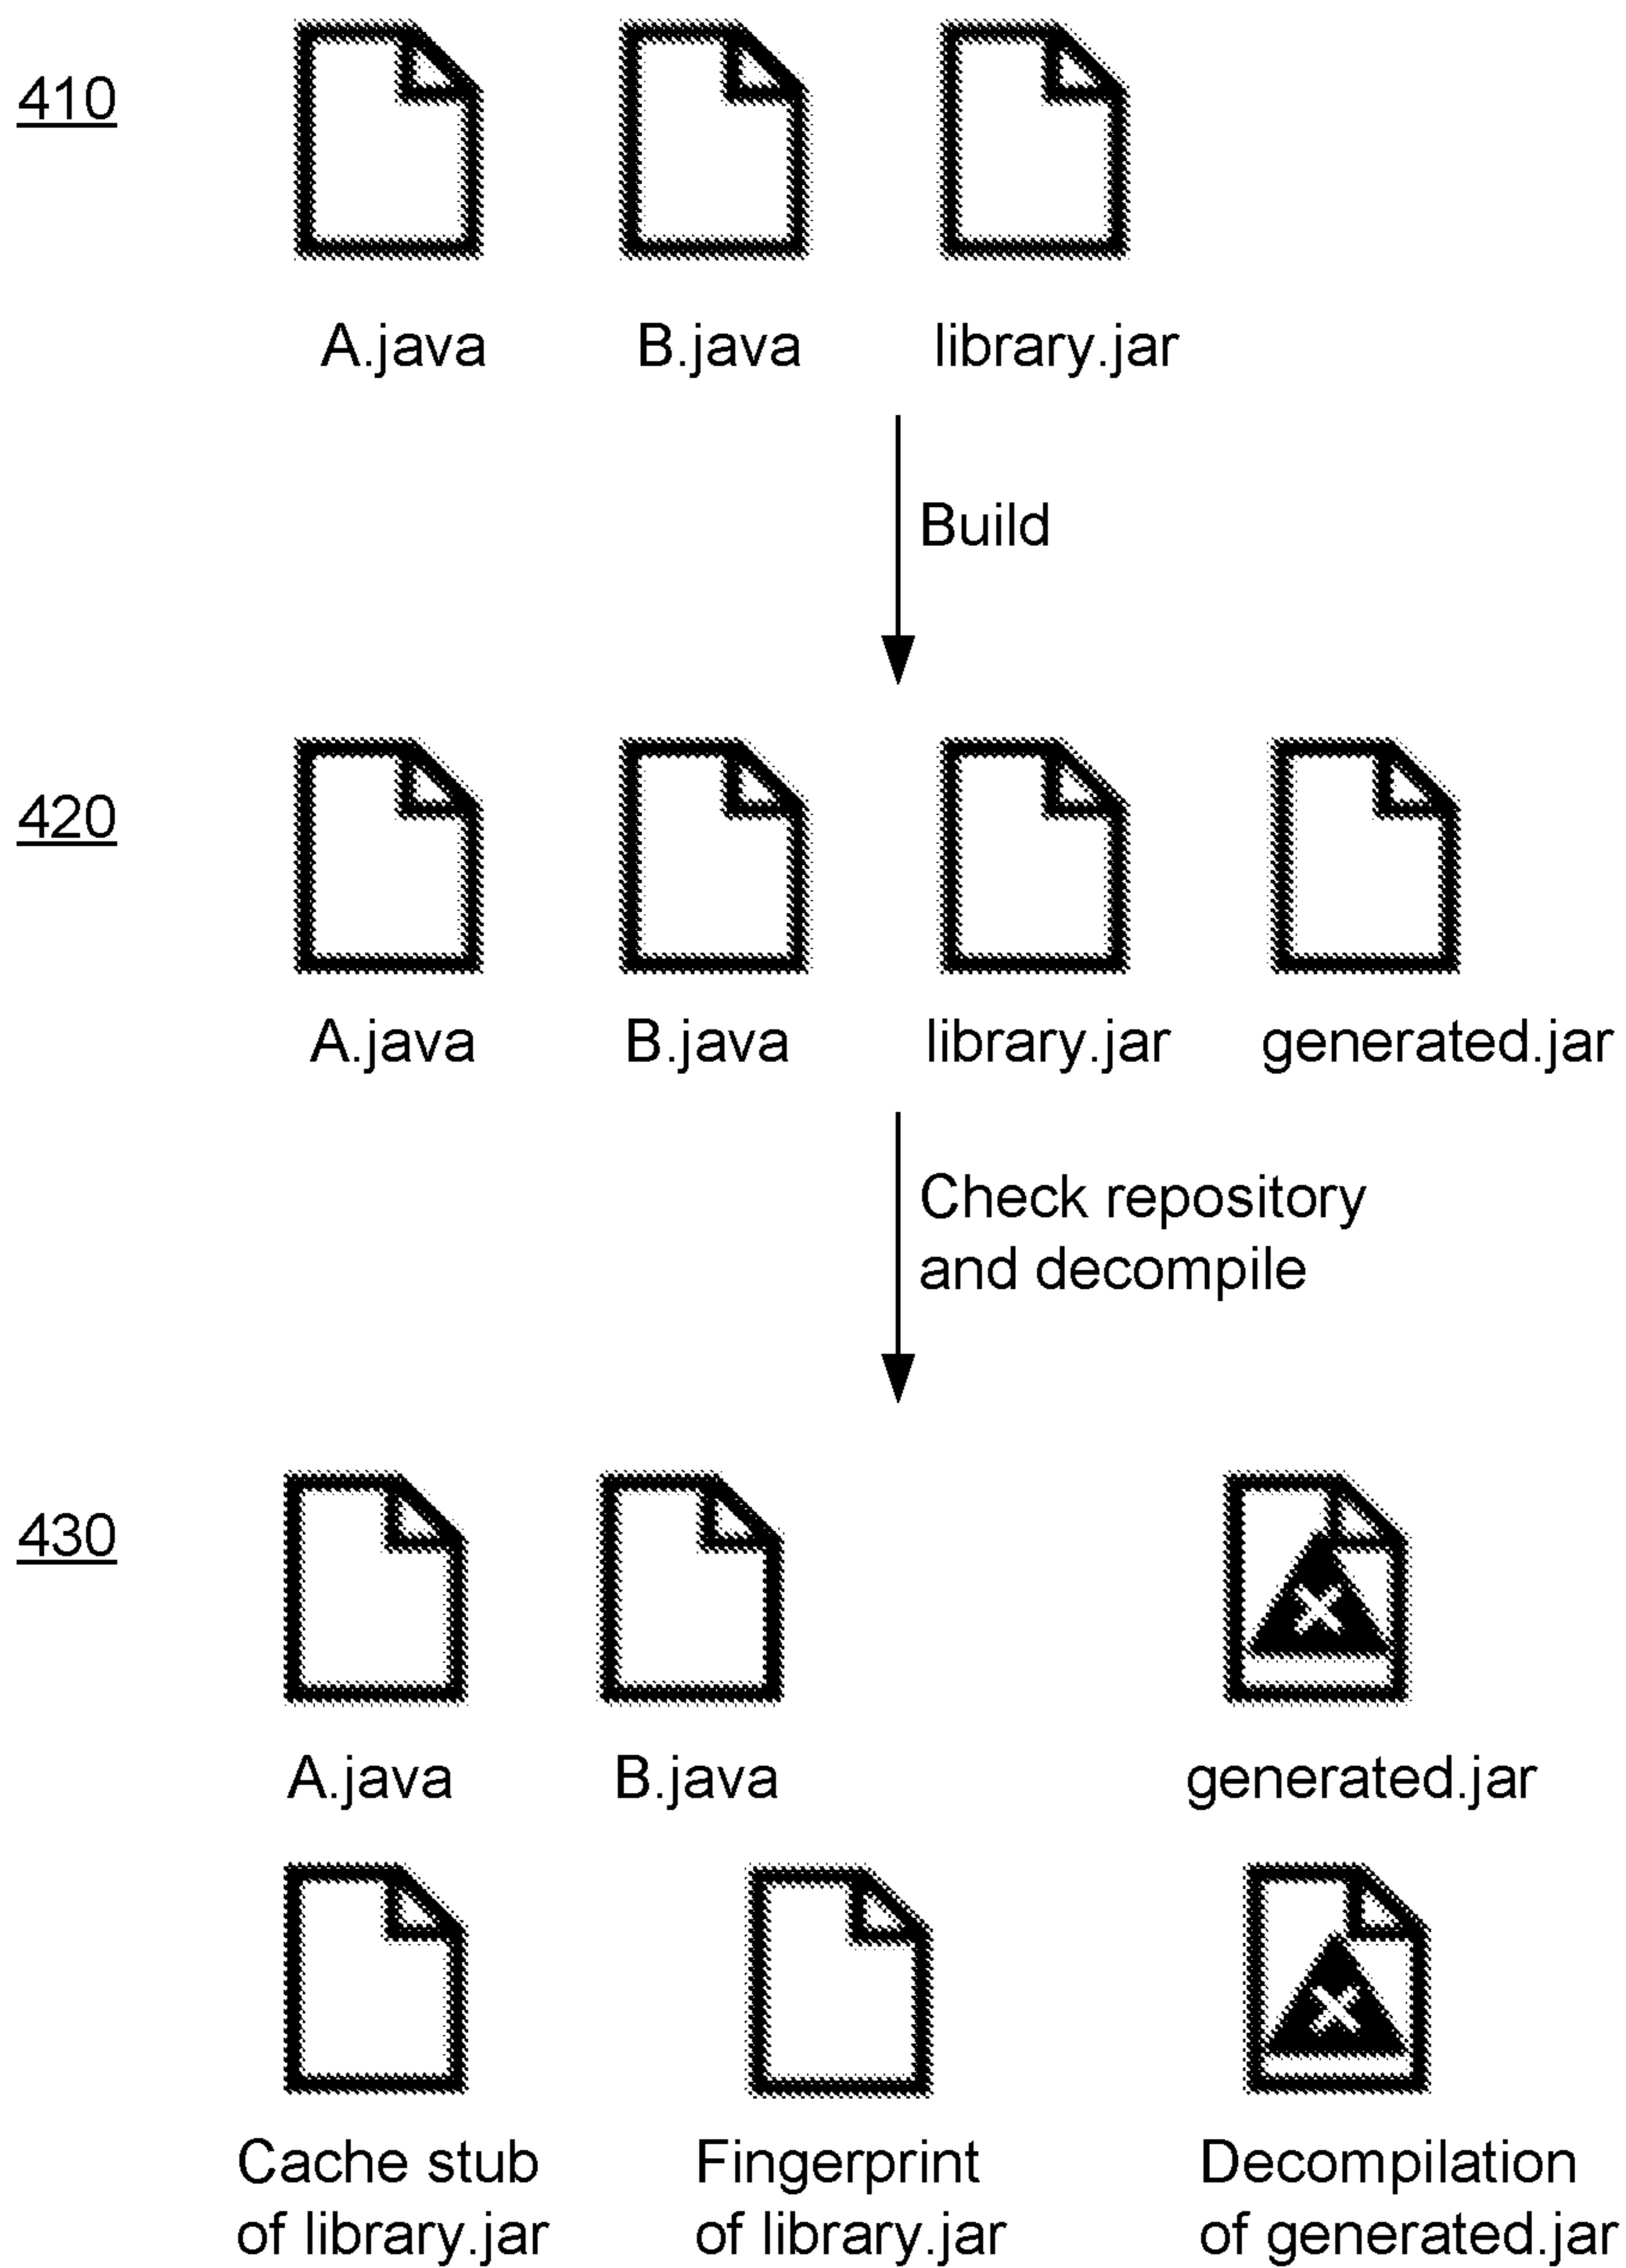 410
A.java
B.java
library.jar
Build
420
A.java
B.java
library.jar
generated.jar
Check repository
and decompile
430
A.java
B.java
generated.jar
Cache stub
of library.jar
Fingerprint
of library.jar
Decompilation
of generated.jar